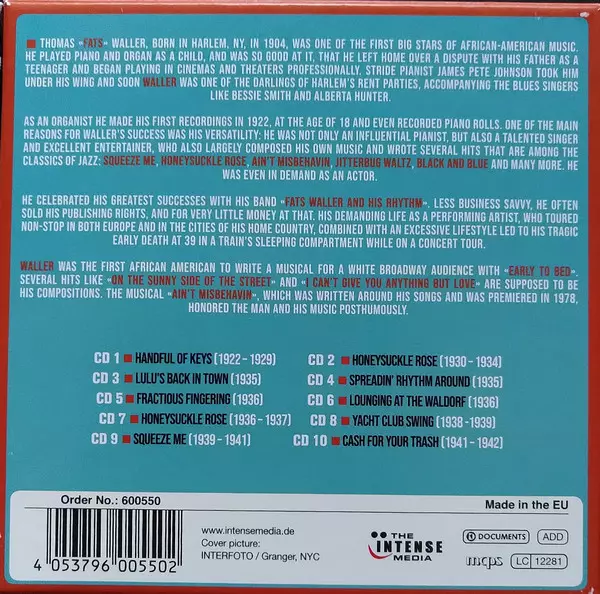 THOMAS »FATS« WALLER, BORN IN HARLEM, NY, IN 1904, WAS ONE OF THE FIRST BIG STARS OF AFRICAN-AMERICAN MUSIC.
HE PLAYED PIANO AND ORGAN AS A CHILD, AND WAS SO GOOD AT IT, THAT HE LEFT HOME OVER A DISPUTE WITH HIS FATHER AS A
TEENAGER AND BEGAN PLAYING IN CINEMAS AND THEATERS PROFESSIONALLY. STRIDE PIANIST JAMES PETE JOHNSON TOOK HIM
UNDER HIS WING AND SOON WALLER WAS ONE OF THE DARLINGS OF HARLEM'S RENT PARTIES, ACCOMPANYING THE BLUES SINGERS
LIKE BESSIE SMITH AND ALBERTA HUNTER.
AS AN ORGANIST HE MADE HIS FIRST RECORDINGS IN 1922, AT THE AGE OF 18 AND EVEN RECORDED PIANO ROLLS. ONE OF THE MAIN
REASONS FOR WALLER'S SUCCESS WAS HIS VERSATILITY: HE WAS NOT ONLY AN INFLUENTIAL PIANIST, BUT ALSO A TALENTED SINGER
AND EXCELLENT ENTERTAINER, WHO ALSO LARGELY COMPOSED HIS OWN MUSIC AND WROTE SEVERAL HITS THAT ARE AMONG THE
CLASSICS OF JAZZ: SQUEEZE ME, HONEYSUCKLE ROSE, AIN'T MISBEHAVIN, JITTERBUG WALTZ, BLACK AND BLUE AND MANY MORE. HE
WAS EVEN IN DEMAND AS AN ACTOR.
HE CELEBRATED HIS GREATEST SUCCESSES WITH HIS BAND »FATS WALLER AND HIS RHYTHM«. LESS BUSINESS SAVVY, HE OFTEN
SOLD HIS PUBLISHING RIGHTS, AND FOR VERY LITTLE MONEY AT THAT. HIS DEMANDING LIFE AS A PERFORMING ARTIST, WHO TOURED
NON-STOP IN BOTH EUROPE AND IN THE CITIES OF HIS HOME COUNTRY, COMBINED WITH AN EXCESSIVE LIFESTYLE LED TO HIS TRAGIC
EARLY DEATH AT 39 IN A TRAIN'S SLEEPING COMPARTMENT WHILE ON A CONCERT TOUR.
WALLER WAS THE FIRST AFRICAN AMERICAN TO WRITE A MUSICAL FOR A WHITE BROADWAY AUDIENCE WITH »EARLY TO BED«.
SEVERAL HITS LIKE »ON THE SUNNY SIDE OF THE STREET« AND »I CAN'T GIVE YOU ANYTHING BUT LOVE« ARE SUPPOSED TO BE
HIS COMPOSITIONS. THE MUSICAL »AIN'T MISBEHAVIN«, WHICH WAS WRITTEN AROUND HIS SONGS AND WAS PREMIERED IN 1978,
HONORED THE MAN AND HIS MUSIC POSTHUMOUSLY.
CD 1 ■ HANDFUL OF KEYS (1922 – 1929)
CD 2 ■ HONEYSUCKLE ROSE (1930 – 1934)
CD 3 ■ LULU'S BACK IN TOWN (1935)
CD 4 ■ SPREADIN' RHYTHM AROUND (1935)
CD 5 ■ FRACTIOUS FINGERING (1936)
CD 6 ■ LOUNGING AT THE WALDORF (1936)
CD 7 ■ HONEYSUCKLE ROSE (1936 – 1937)
CD 8 ■ YACHT CLUB SWING (1938 -1939)
CD 9 ■ SQUEEZE ME (1939 – 1941)
CD 10 ■ CASH FOR YOUR TRASH (1941 – 1942)
Order No.: 600550
Made in the EU
4 053796 005502
www.intensemedia.de
Cover picture:
INTERFOTO / Granger, NYC
THE
INTENSE
MEDIA
DOCUMENTS
ADD
mcps
LC 12281